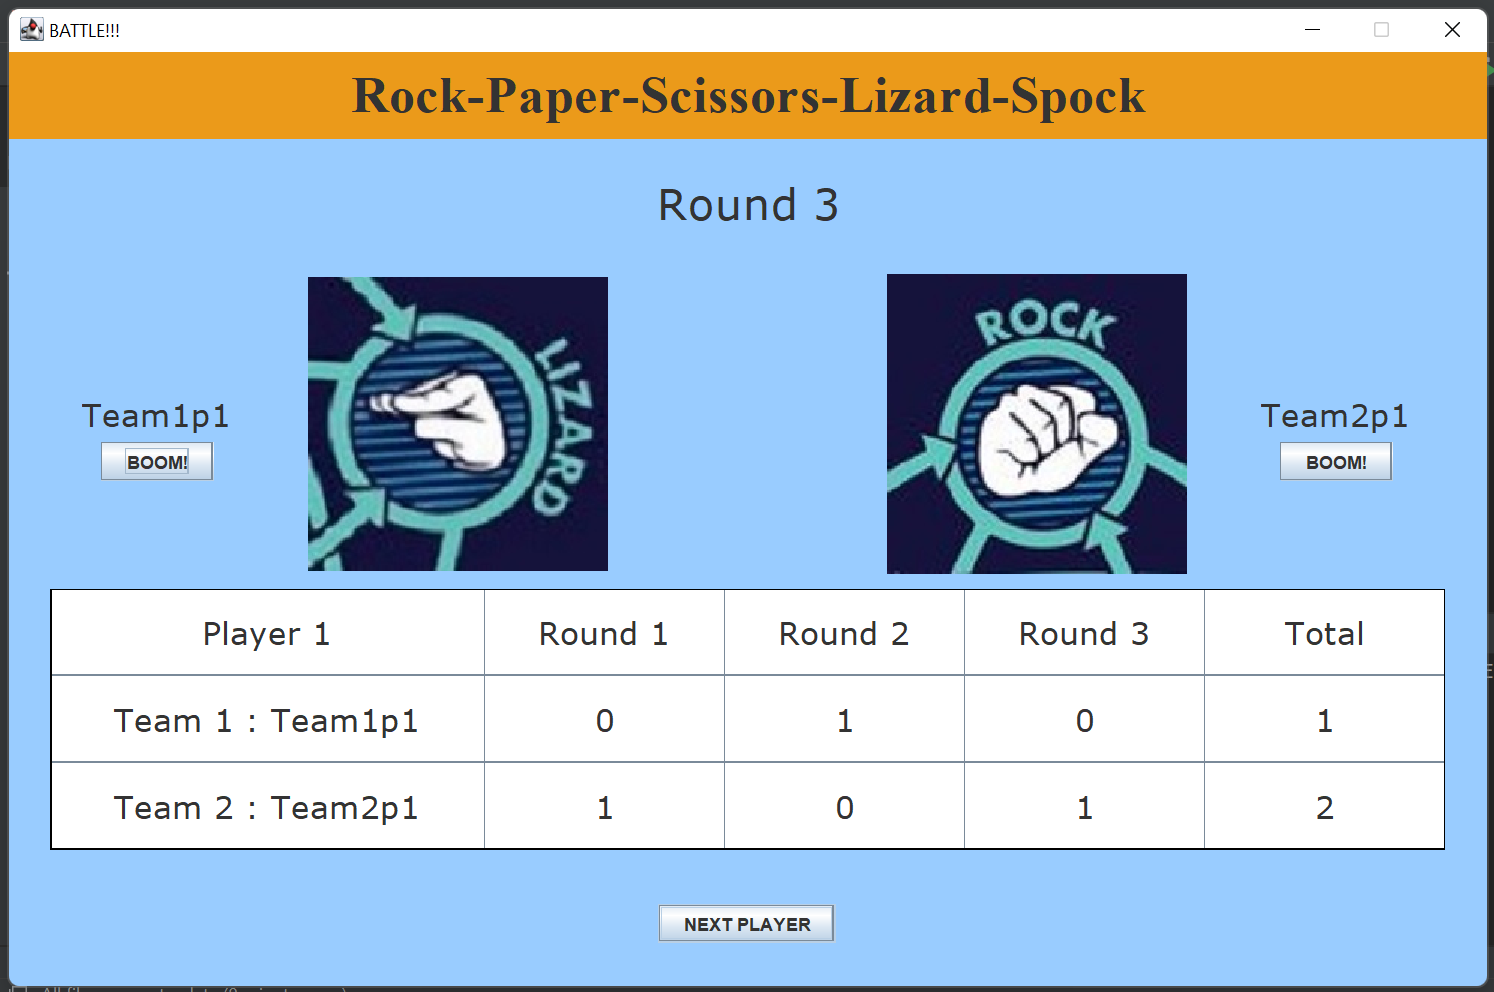 BATTLE!!!
Rock-Paper-Scissors-Lizard-Spock
Round 3
LIZARD
ROCK
Team1p1
BOOM!
Team2p1
BOOM!
Player 1 Round 1 Round 2 Round 3 Total
Team 1 : Team1p1 0 1 0 1
Team 2 : Team2p1 1 0 1 2
NEXT PLAYER